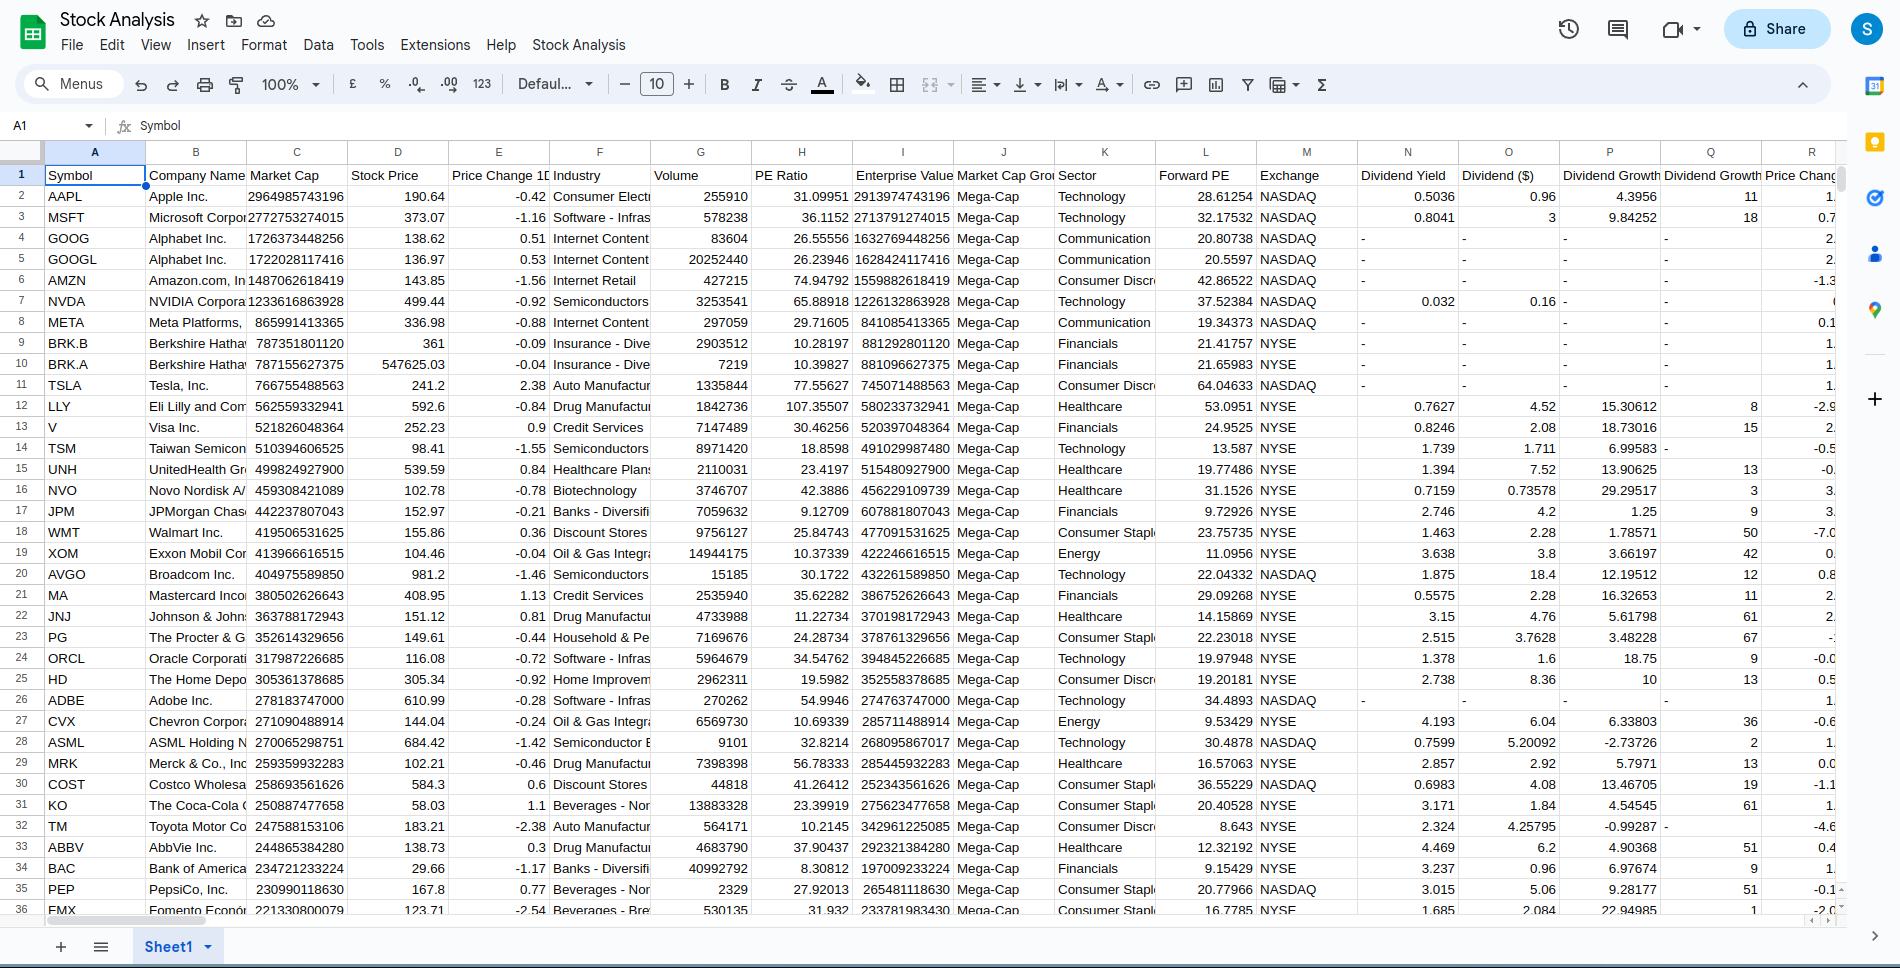 Stock Analysis
File Edit View Insert Format Data Tools Extensions Help Stock Analysis
Share
S
Menus 100% £ % .0 .00 123 Defaul... 10 B I A
A1 fx Symbol
A B C D E F G H I J K L M N O P Q R
1 Symbol Company Name Market Cap Stock Price Price Change 1D Industry Volume PE Ratio Enterprise Value Market Cap Grou Sector Forward PE Exchange Dividend Yield Dividend ($) Dividend Growth Dividend Growth Price Chang
2 AAPL Apple Inc. 2964985743196 190.64 -0.42 Consumer Elect 255910 31.09951 2913974743196 Mega-Cap Technology 28.61254 NASDAQ 0.5036 0.96 4.3956 11 1.
3 MSFT Microsoft Corpor 2772753274015 373.07 -1.16 Software - Infras 578238 36.1152 2713791274015 Mega-Cap Technology 32.17532 NASDAQ 0.8041 3 9.84252 18 0.7
4 GOOG Alphabet Inc. 1726373448256 138.62 0.51 Internet Content 83604 26.55556 1632769448256 Mega-Cap Communication 20.80738 NASDAQ - - - - 2.
5 GOOGL Alphabet Inc. 1722028117416 136.97 0.53 Internet Content 20252440 26.23946 1628424117416 Mega-Cap Communication 20.5597 NASDAQ - - - - 2.
6 AMZN Amazon.com, In 1487062618419 143.85 -1.56 Internet Retail 427215 74.94792 1559882618419 Mega-Cap Consumer Discr 42.86522 NASDAQ - - - - -1.3
7 NVDA NVIDIA Corpora 1233616863928 499.44 -0.92 Semiconductors 3253541 65.88918 1226132863928 Mega-Cap Technology 37.52384 NASDAQ 0.032 0.16 - -
8 META Meta Platforms, 865991413365 336.98 -0.88 Internet Content 297059 29.71605 841085413365 Mega-Cap Communication 19.34373 NASDAQ - - - - 0.1
9 BRK.B Berkshire Hatha 787351801120 361 -0.09 Insurance - Dive 2903512 10.28197 881292801120 Mega-Cap Financials 21.41757 NYSE - - - - 1.
10 BRK.A Berkshire Hatha 787155627375 547625.03 -0.04 Insurance - Dive 7219 10.39827 881096627375 Mega-Cap Financials 21.65983 NYSE - - - - 1.
11 TSLA Tesla, Inc. 766755488563 241.2 2.38 Auto Manufactur 1335844 77.55627 745071488563 Mega-Cap Consumer Discr 64.04633 NASDAQ - - - - 1.
12 LLY Eli Lilly and Com 562559332941 592.6 -0.84 Drug Manufactur 1842736 107.35507 580233732941 Mega-Cap Healthcare 53.0951 NYSE 0.7627 4.52 15.30612 8 -2.9
13 V Visa Inc. 521826048364 252.23 0.9 Credit Services 7147489 30.46256 520397048364 Mega-Cap Financials 24.9525 NYSE 0.8246 2.08 18.73016 15 2.
14 TSM Taiwan Semicon 510394606525 98.41 -1.55 Semiconductors 8971420 18.8598 491029987480 Mega-Cap Technology 13.587 NYSE 1.739 1.711 6.99583 - -0.5
15 UNH UnitedHealth Gr 499824927900 539.59 0.84 Healthcare Plans 2110031 23.4197 515480927900 Mega-Cap Healthcare 19.77486 NYSE 1.394 7.52 13.90625 13 -0.
16 NVO Novo Nordisk A/ 459308421089 102.78 -0.78 Biotechnology 3746707 42.3886 456229109739 Mega-Cap Healthcare 31.1526 NYSE 0.7159 0.73578 29.29517 3 3.
17 JPM JPMorgan Chas 442237807043 152.97 -0.21 Banks - Diversifi 7059632 9.12709 607881807043 Mega-Cap Financials 9.72926 NYSE 2.746 4.2 1.25 9 3.
18 WMT Walmart Inc. 419506531625 155.86 0.36 Discount Stores 9756127 25.84743 477091531625 Mega-Cap Consumer Stapl 23.75735 NYSE 1.463 2.28 1.78571 50 -7.0
19 XOM Exxon Mobil Cor 413966616515 104.46 -0.04 Oil & Gas Integra 14944175 10.37339 422246616515 Mega-Cap Energy 11.0956 NYSE 3.638 3.8 3.66197 42 0.
20 AVGO Broadcom Inc. 404975589850 981.2 -1.46 Semiconductors 15185 30.1722 432261589850 Mega-Cap Technology 22.04332 NASDAQ 1.875 18.4 12.19512 12 0.8
21 MA Mastercard Inco 380502626643 408.95 1.13 Credit Services 2535940 35.62282 386752626643 Mega-Cap Financials 29.09268 NYSE 0.5575 2.28 16.32653 11 2.
22 JNJ Johnson & John 363788172943 151.12 0.81 Drug Manufactur 4733988 11.22734 370198172943 Mega-Cap Healthcare 14.15869 NYSE 3.15 4.76 5.61798 61 2.
23 PG The Procter & G 352614329656 149.61 -0.44 Household & Pe 7169676 24.28734 378761329656 Mega-Cap Consumer Stapl 22.23018 NYSE 2.515 3.7628 3.48228 67 -
24 ORCL Oracle Corporati 317987226685 116.08 -0.72 Software - Infras 5964679 34.54762 394845226685 Mega-Cap Technology 19.97948 NYSE 1.378 1.6 18.75 9 -0.0
25 HD The Home Depo 305361378685 305.34 -0.92 Home Improvem 2962311 19.5982 352558378685 Mega-Cap Consumer Discr 19.20181 NYSE 2.738 8.36 10 13 0.5
26 ADBE Adobe Inc. 278183747000 610.99 -0.28 Software - Infras 270262 54.9946 274763747000 Mega-Cap Technology 34.4893 NASDAQ - - - - 1.
27 CVX Chevron Corpora 271090488914 144.04 -0.24 Oil & Gas Integra 6569730 10.69339 285711488914 Mega-Cap Energy 9.53429 NYSE 4.193 6.04 6.33803 36 -0.6
28 ASML ASML Holding N 270065298751 684.42 -1.42 Semiconductor E 9101 32.8214 268095867017 Mega-Cap Technology 30.4878 NASDAQ 0.7599 5.20092 -2.73726 2 1.
29 MRK Merck & Co., Inc 259359932283 102.21 -0.46 Drug Manufactur 7398398 56.78333 285445932283 Mega-Cap Healthcare 16.57063 NYSE 2.857 2.92 5.7971 13 0.0
30 COST Costco Wholesa 258693561626 584.3 0.6 Discount Stores 44818 41.26412 252343561626 Mega-Cap Consumer Stapl 36.55229 NASDAQ 0.6983 4.08 13.46705 19 -1.1
31 KO The Coca-Cola C 250887477658 58.03 1.1 Beverages - Non 13883328 23.39919 275623477658 Mega-Cap Consumer Stapl 20.40528 NYSE 3.171 1.84 4.54545 61 1.
32 TM Toyota Motor Co 247588153106 183.21 -2.38 Auto Manufactur 564171 10.2145 342961225085 Mega-Cap Consumer Discr 8.643 NYSE 2.324 4.25795 -0.99287 - -4.6
33 ABBV AbbVie Inc. 244865384280 138.73 0.3 Drug Manufactur 4683790 37.90437 292321384280 Mega-Cap Healthcare 12.32192 NYSE 4.469 6.2 4.90368 51 0.4
34 BAC Bank of America 234721233224 29.66 -1.17 Banks - Diversifi 40992792 8.30812 197009233224 Mega-Cap Financials 9.15429 NYSE 3.237 0.96 6.97674 9 1.
35 PEP PepsiCo, Inc. 230990118630 167.8 0.77 Beverages - Non 2329 27.92013 265481118630 Mega-Cap Consumer Stapl 20.77966 NASDAQ 3.015 5.06 9.28177 51 -0.1
36 FMX Fomento Econór 221330800079 123.71 -2.54 Beverages - Bre 530135 31.932 233781983430 Mega-Cap Consumer Stapl 16.7785 NYSE 1.685 2.084 22.94985 1 -2.0
Sheet1